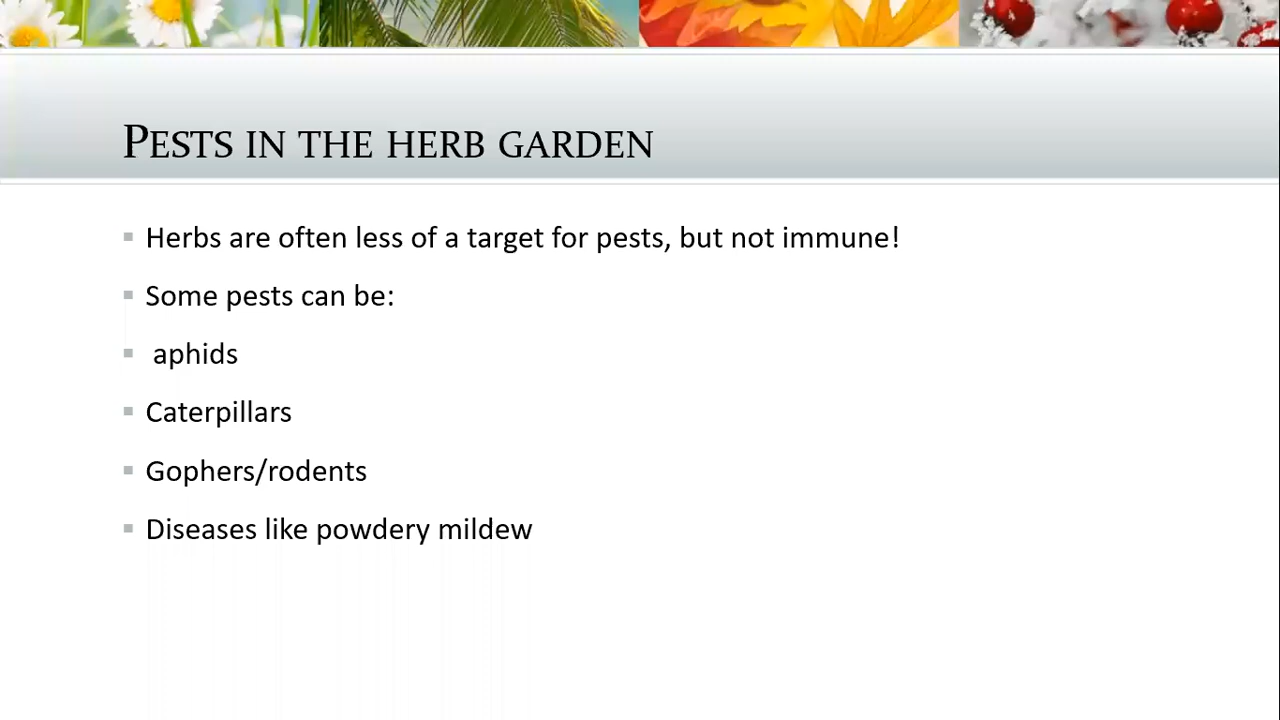 PESTS IN THE HERB GARDEN
Herbs are often less of a target for pests, but not immune!
Some pests can be:
aphids
Caterpillars
Gophers/rodents
Diseases like powdery mildew